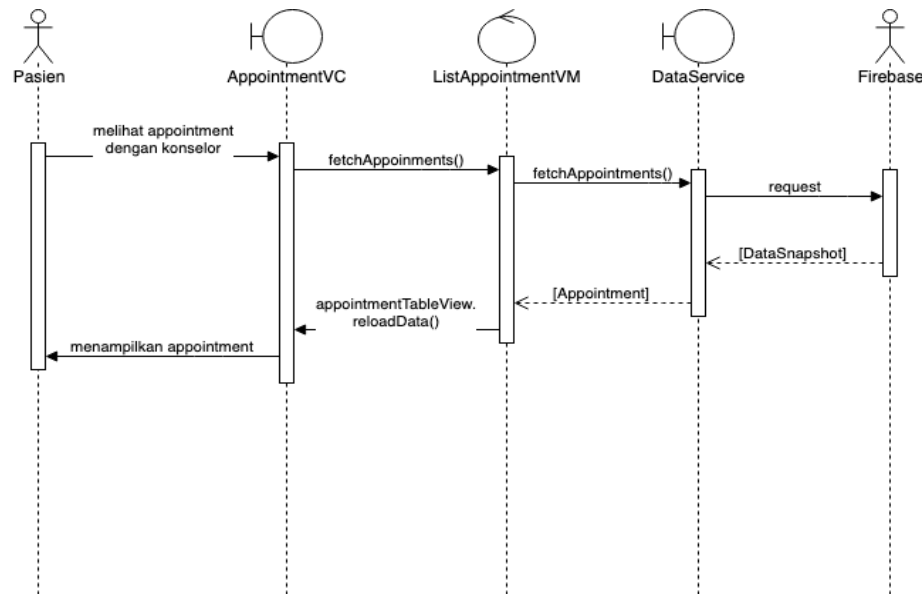 Pasien
AppointmentVC
ListAppointmentVM
DataService
Firebase
melihat appointment
dengan konselor
fetchAppoinments()
fetchAppointments()
request
[DataSnapshot]
[Appointment]
appointmentTableView.
reloadData()
menampilkan appointment